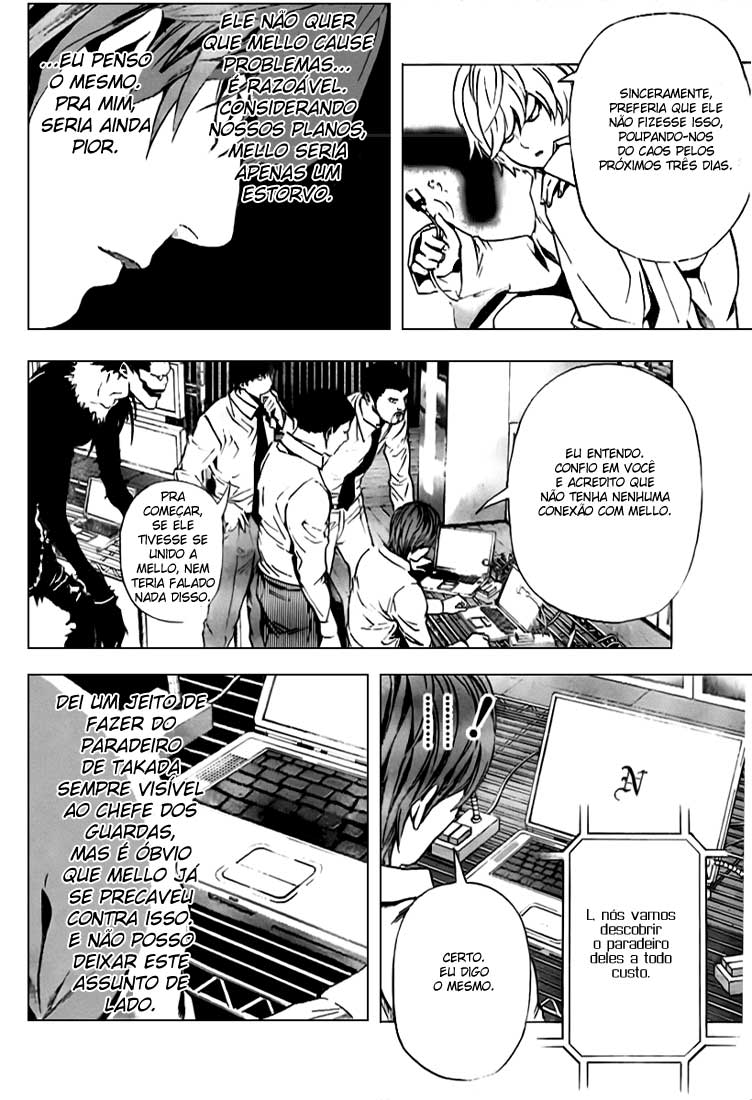 SINCERAMENTE,
PREFERIA QUE ELE
NÃO FIZESSE ISSO,
POUPANDO-NOS
DO CAOS PELOS
PRÓXIMOS TRÊS DIAS.
ELE NÃO QUER
QUE MELLO CAUSE
PROBLEMAS...
É RAZOÁVEL.
CONSIDERANDO
NOSSOS PLANOS,
MELLO SERIA
APENAS UM
ESTORVO.
...EU PENSO
O MESMO.
PRA MIM,
SERIA AINDA
PIOR.
EU ENTENDO.
CONFIO EM VOCÊ
E ACREDITO QUE
NÃO TENHA NENHUMA
CONEXÃO COM MELLO.
PRA
COMEÇAR,
SE ELE
TIVESSE SE
UNIDO A
MELLO, NEM
TERIA FALADO
NADA DISSO.
N
L, nós vamos
descobrir
o paradeiro
deles a todo
custo.
!
CERTO.
EU DIGO
O MESMO.
DEI UM JEITO DE
FAZER DO
PARADEIRO
DE TAKADA
SEMPRE VISÍVEL
AO CHEFE DOS
GUARDAS,
MAS É ÓBVIO
QUE MELLO JÁ
SE PRECAVEU
CONTRA ISSO.
E NÃO POSSO
DEIXAR ESTE
ASSUNTO DE
LADO.